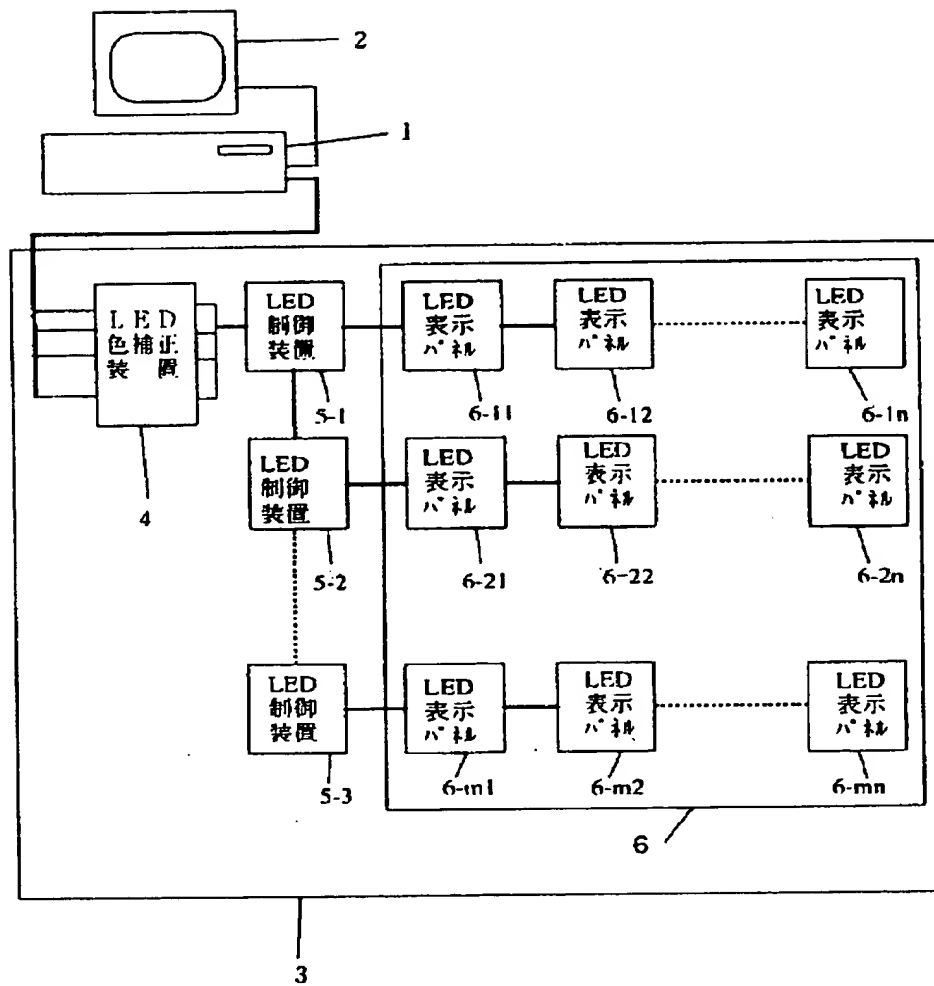 2
1
LED
色補正
装置
4
LED
制御
装置
5-1
LED
表示
パネル
6-11
LED
表示
パネル
6-12
LED
表示
パネル
6-1n
LED
制御
装置
5-2
LED
表示
パネル
6-21
LED
表示
パネル
6-22
LED
表示
パネル
6-2n
LED
制御
装置
5-3
LED
表示
パネル
6-m1
LED
表示
パネル
6-m2
LED
表示
パネル
6-mn
6
3